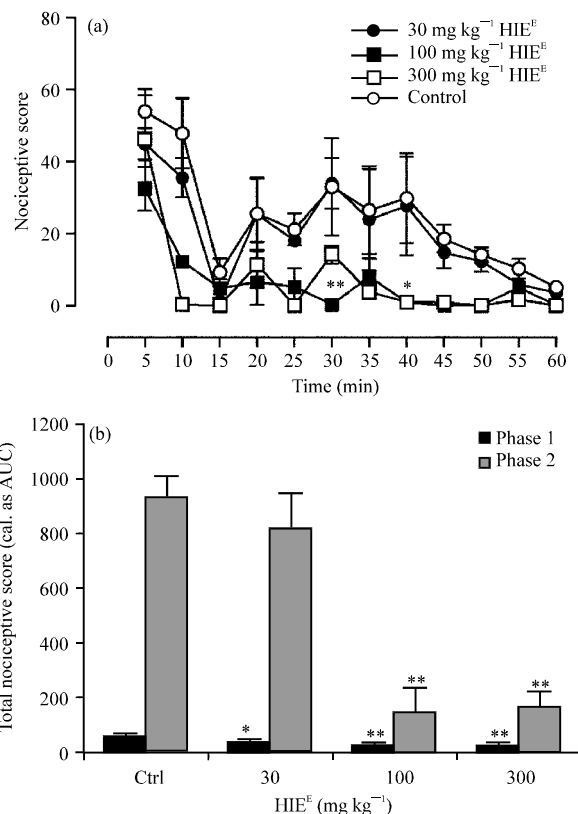 (a)
30 mg kg⁻¹ HIEᴱ
100 mg kg⁻¹ HIEᴱ
300 mg kg⁻¹ HIEᴱ
Control
Nociceptive score
80
60
40
20
0
** *
0 5 10 15 20 25 30 35 40 45 50 55 60
Time (min)
(b)
Phase 1
Phase 2
Total nociceptive score (cal. as AUC)
1200
1000
800
600
400
200
0
* ** ** ** **
Ctrl 30 100 300
HIEᴱ (mg kg⁻¹)